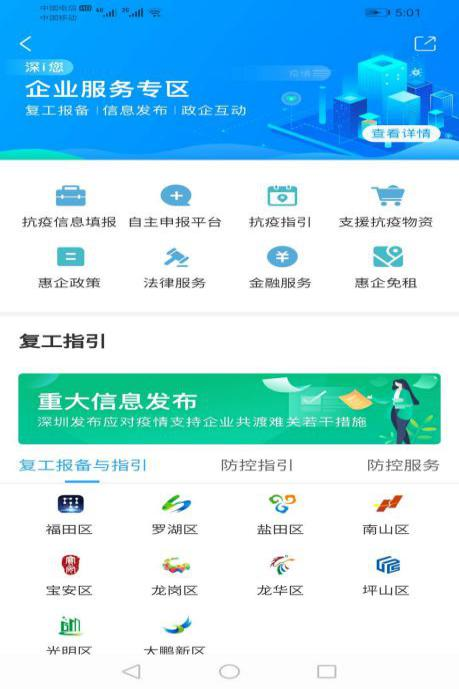 中国电信 HD 4G 2G 5:01
中国移动
深i您
疫情
企业服务专区
复工报备 | 信息发布 | 政企互动
查看详情
抗疫信息填报 自主申报平台 抗疫指引 支援抗疫物资
惠企政策 法律服务 金融服务 惠企免租
复工指引
重大信息发布
深圳发布应对疫情支持企业共渡难关若干措施
复工报备与指引 防控指引 防控服务
福田区 罗湖区 盐田区 南山区
宝安区 龙岗区 龙华区 坪山区
光明区 大鹏新区